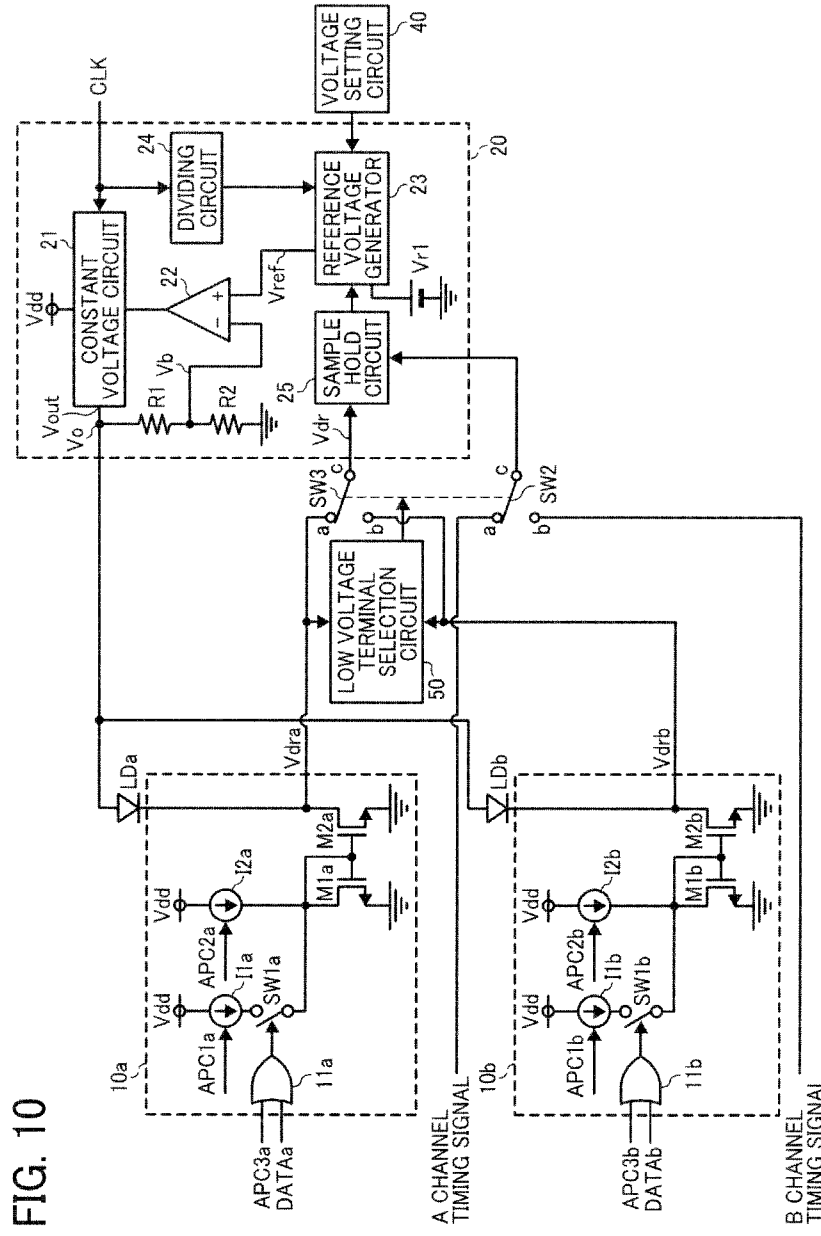 FIG. 10
10a
Vdd
Vdd
APC1a
I1a
APC2a
I2a
SW1a
APC3a
DATAa
11a
M1a
M2a
LDa
Vdra
A CHANNEL
TIMING SIGNAL
10b
Vdd
Vdd
APC1b
I1b
APC2b
I2b
SW1b
APC3b
DATAb
11b
M1b
M2b
LDb
Vdrb
B CHANNEL
TIMING SIGNAL
LOW VOLTAGE
TERMINAL
SELECTION
CIRCUIT
50
SW3
a
b
c
SW2
a
b
c
Vdr
Vout
Vo
Vdd
CONSTANT
VOLTAGE CIRCUIT
21
CLK
R1
R2
Vb
22
-
+
Vref
DIVIDING
CIRCUIT
24
SAMPLE
HOLD
CIRCUIT
25
REFERENCE
VOLTAGE
GENERATOR
23
Vr1
20
VOLTAGE
SETTING
CIRCUIT
40